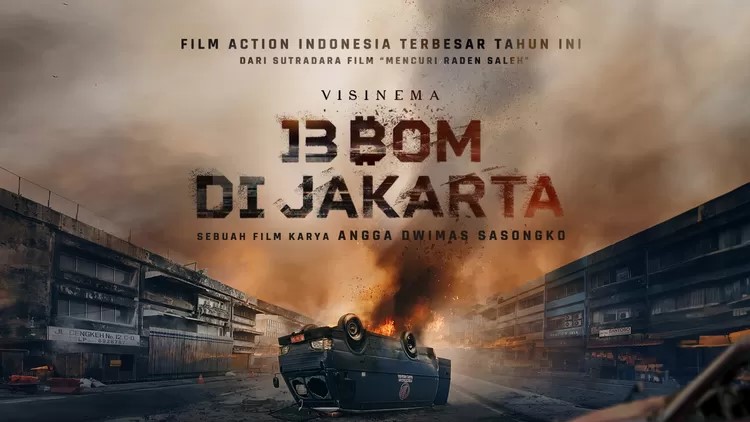 FILM ACTION INDONESIA TERBESAR TAHUN INI
DARI SUTRADARA FILM "MENCURI RADEN SALEH"
VISINEMA
13 BOM
DI JAKARTA
SEBUAH FILM KARYA ANGGA DWIMAS SASONGKO